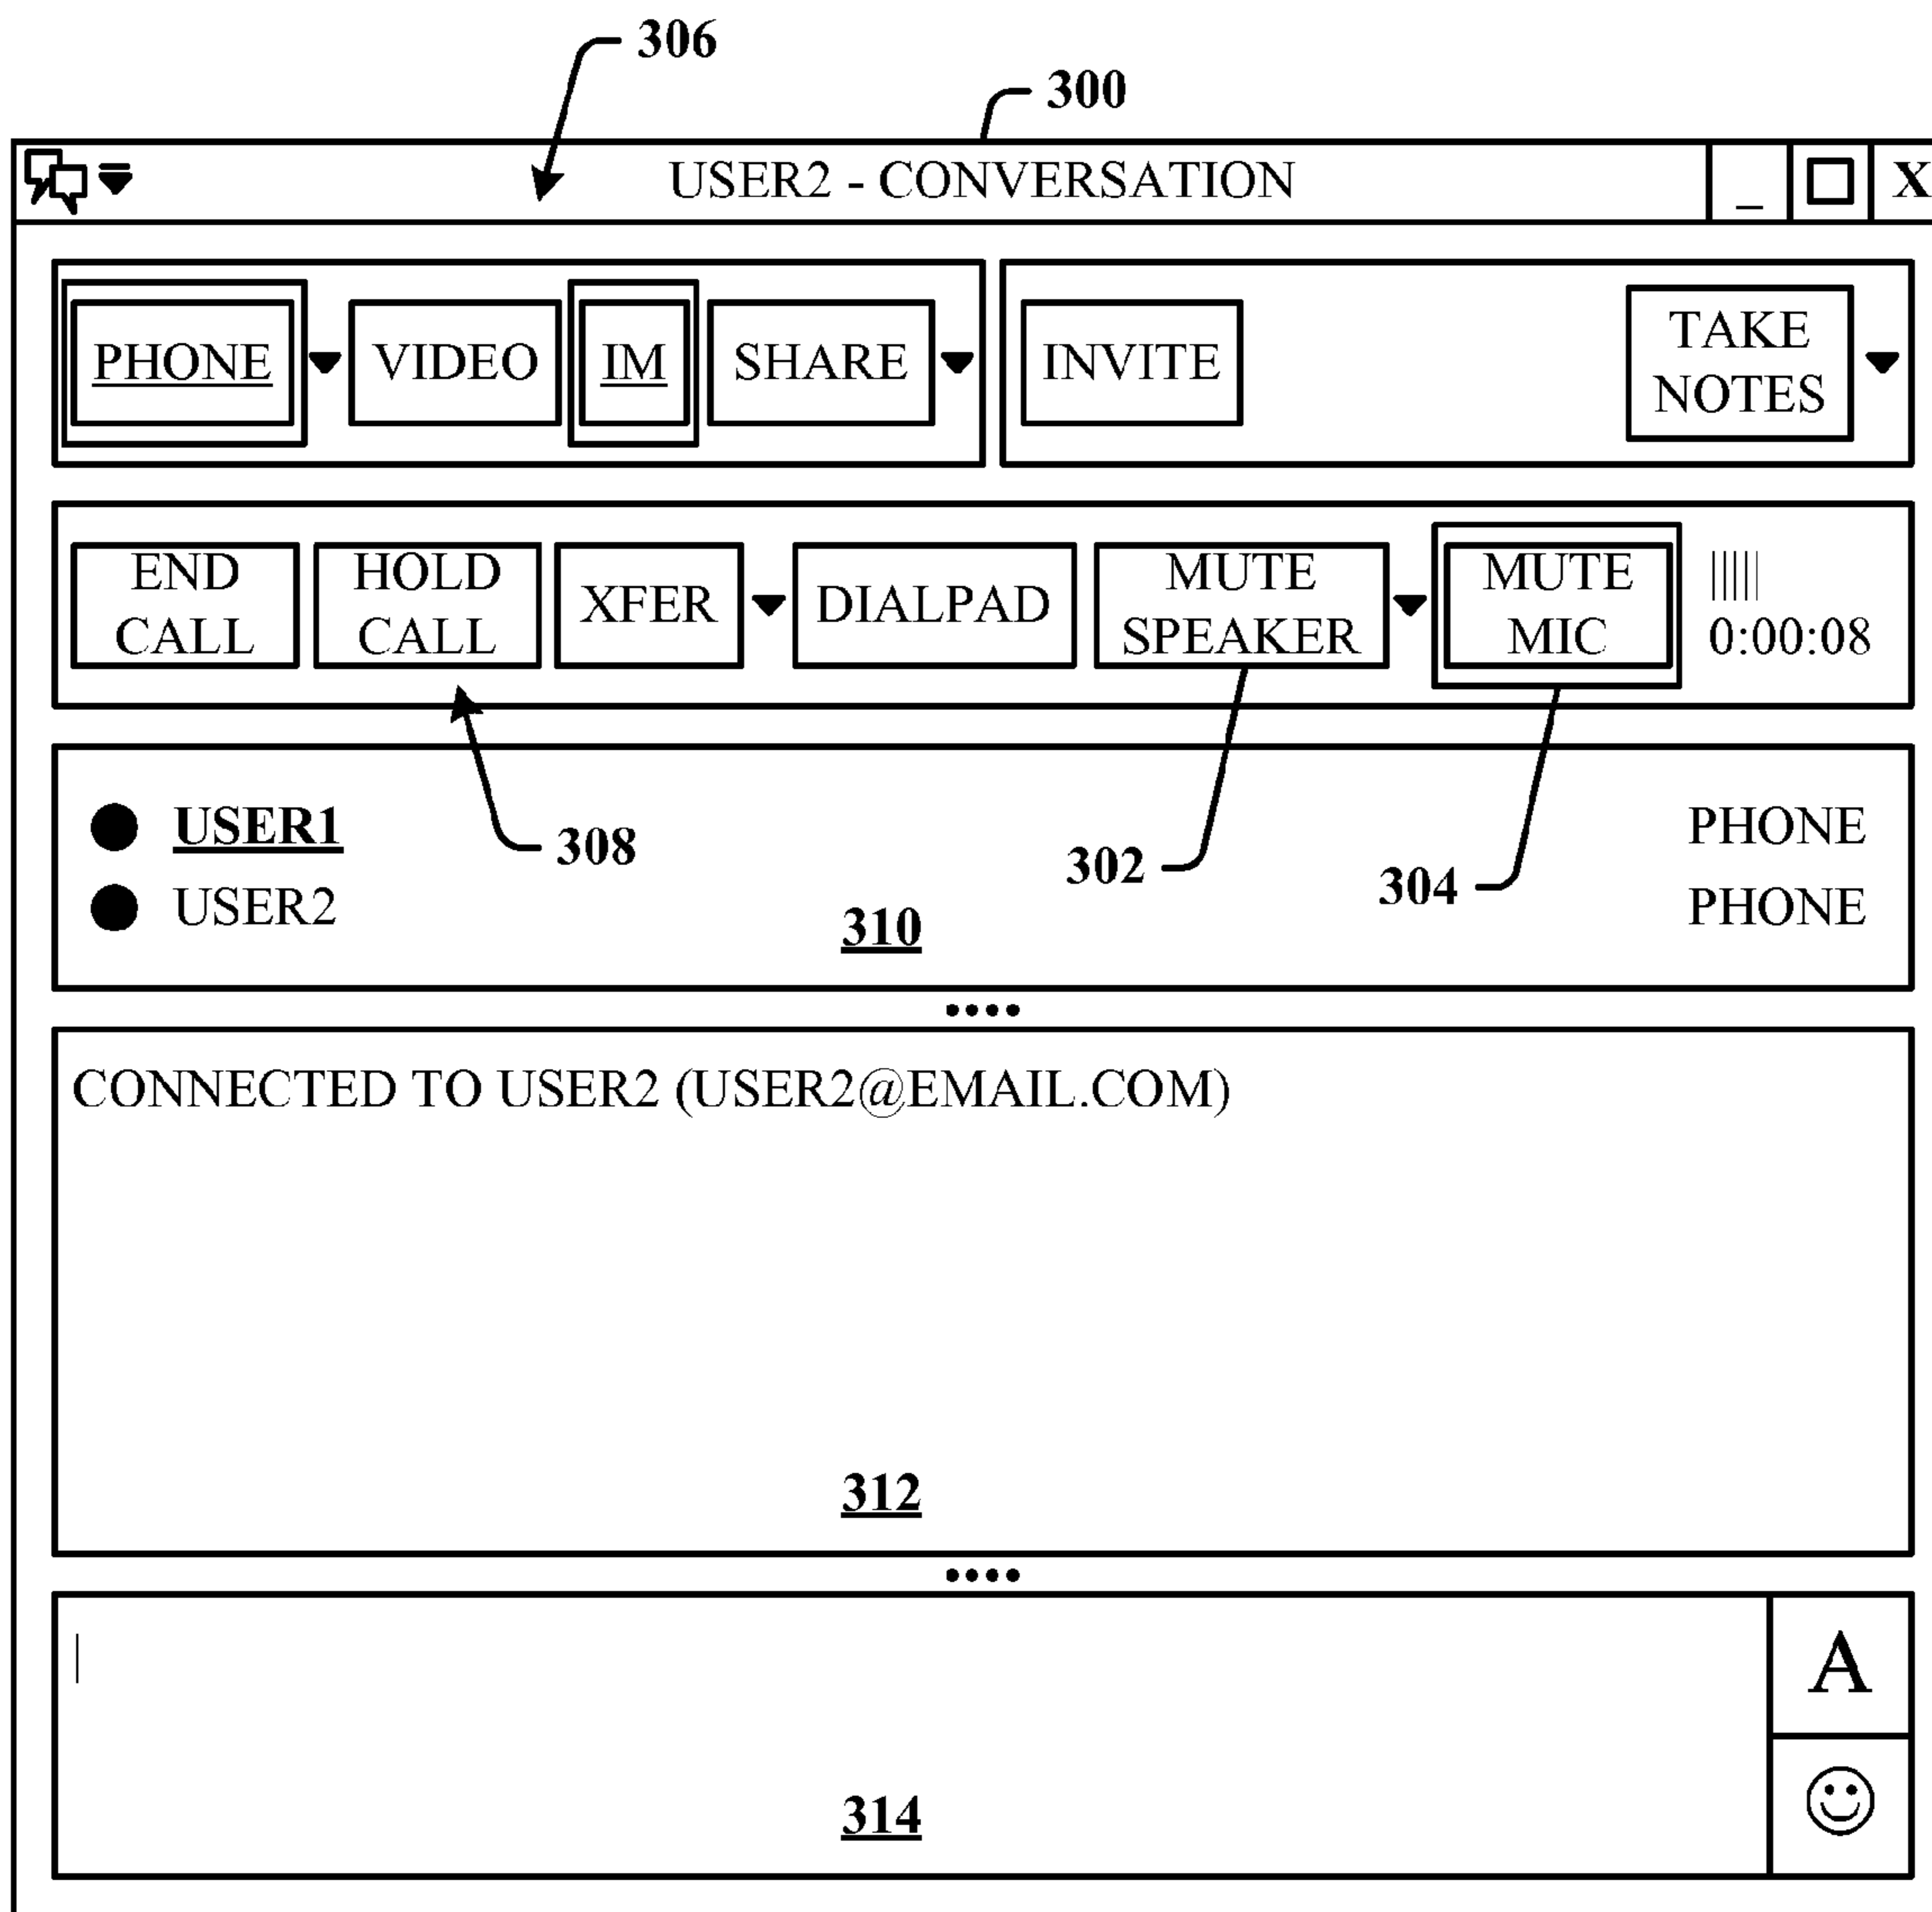 306
300
USER2 - CONVERSATION _ X
PHONE VIDEO IM SHARE INVITE TAKE NOTES
END CALL HOLD CALL XFER DIALPAD MUTE SPEAKER MUTE MIC 0:00:08
USER1 PHONE
308 302 304
USER2 PHONE
310
CONNECTED TO USER2 (USER2@EMAIL.COM)
312
A
314